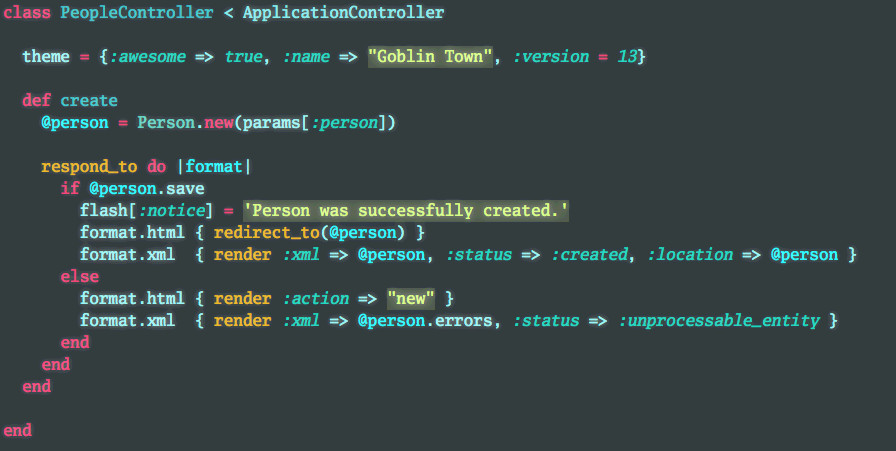 class PeopleController < ApplicationController
theme = {:awesome => true, :name => "Goblin Town", :version = 13}
def create
@person = Person.new(params[:person])
respond_to do |format|
if @person.save
flash[:notice] = 'Person was successfully created.'
format.html { redirect_to(@person) }
format.xml  { render :xml => @person, :status => :created, :location => @person }
else
format.html { render :action => "new" }
format.xml  { render :xml => @person.errors, :status => :unprocessable_entity }
end
end
end
end